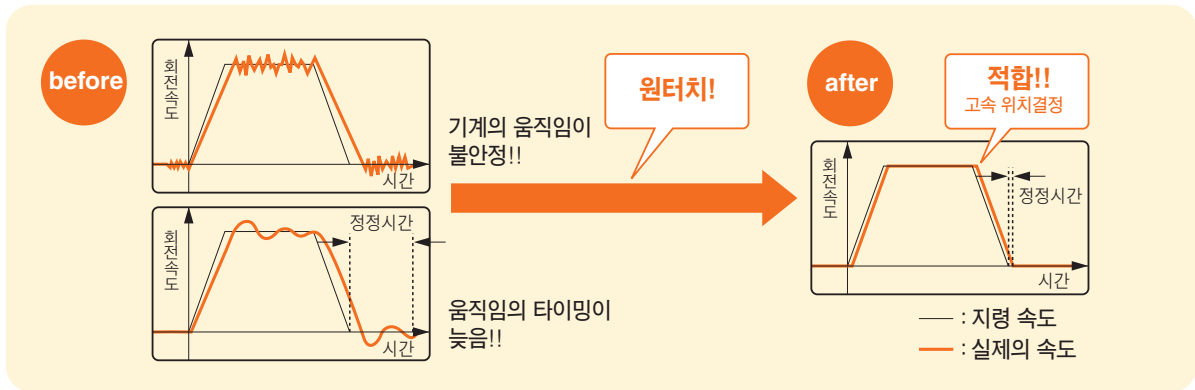 before
회전속도
시간
기계의 움직임이
불안정!!
회전속도
정정시간
시간
움직임의 타이밍이
늦음!!
원터치!
after
적합!!
고속 위치결정
회전속도
정정시간
시간
: 지령 속도
: 실제의 속도